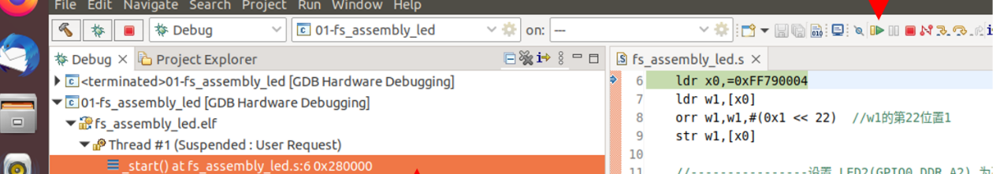 File Edit Navigate Search Project Run Window Help
Debug 01-fs_assembly_led on: ---
Debug Project Explorer
<terminated>01-fs_assembly_led [GDB Hardware Debugging]
01-fs_assembly_led [GDB Hardware Debugging]
fs_assembly_led.elf
Thread #1 (Suspended : User Request)
_start() at fs_assembly_led.s:6 0x280000
fs_assembly_led.s
6 ldr x0,=0xFF790004
7 ldr w1,[x0]
8 orr w1,w1,#(0x1 << 22) //w1的第22位置1
9 str w1,[x0]
10
11 //----------------设置 LED2(GPIO0_DDR_A2) 为